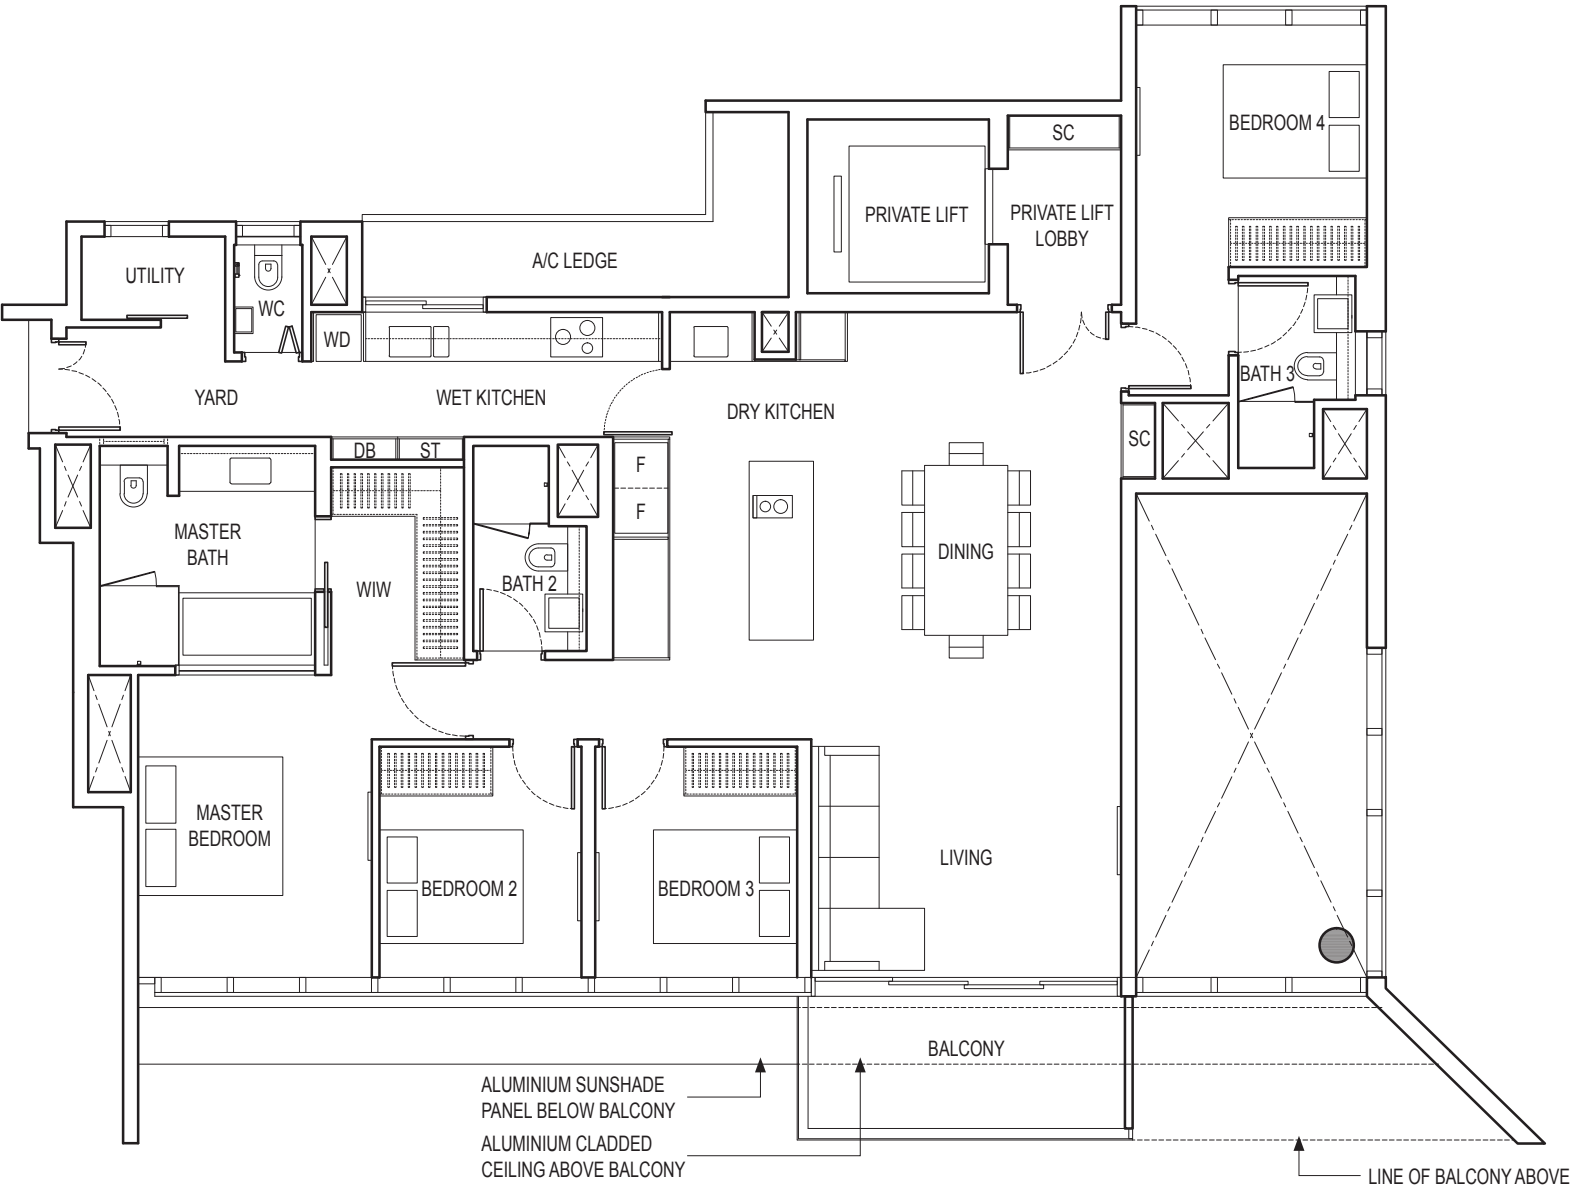 BEDROOM 4
SC
PRIVATE LIFT
PRIVATE LIFT
LOBBY
A/C LEDGE
UTILITY
WC
WD
BATH 3
YARD
WET KITCHEN
DRY KITCHEN
SC
DB
ST
F
F
MASTER
BATH
DINING
WIW
BATH 2
MASTER
BEDROOM
BEDROOM 2
BEDROOM 3
LIVING
BALCONY
ALUMINIUM SUNSHADE
PANEL BELOW BALCONY
ALUMINIUM CLADDED
CEILING ABOVE BALCONY
LINE OF BALCONY ABOVE